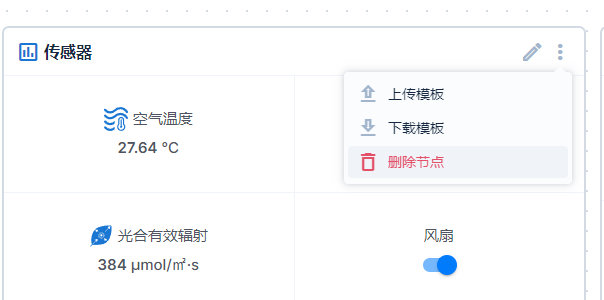 传感器
上传模板
下载模板
删除节点
空气温度
27.64 °C
光合有效辐射
384 μmol/㎡·s
风扇